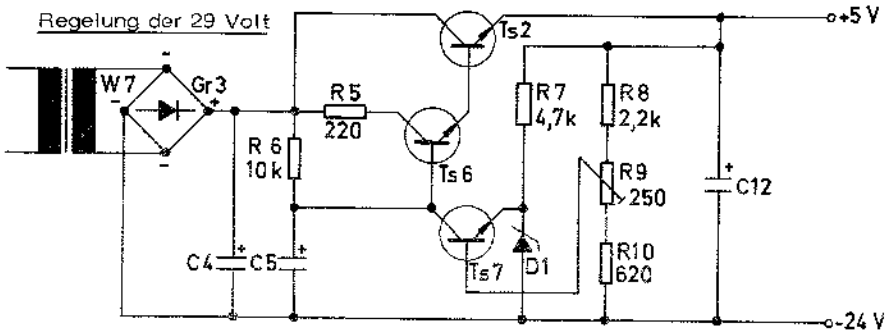 Regelung der 29 Volt
+5 V
Ts2
W7
Gr3
R5
220
R7
4,7k
R8
2,2k
R6
10k
Ts6
R9
250
C12
C4
C5
Ts7
D1
R10
620
-24 V